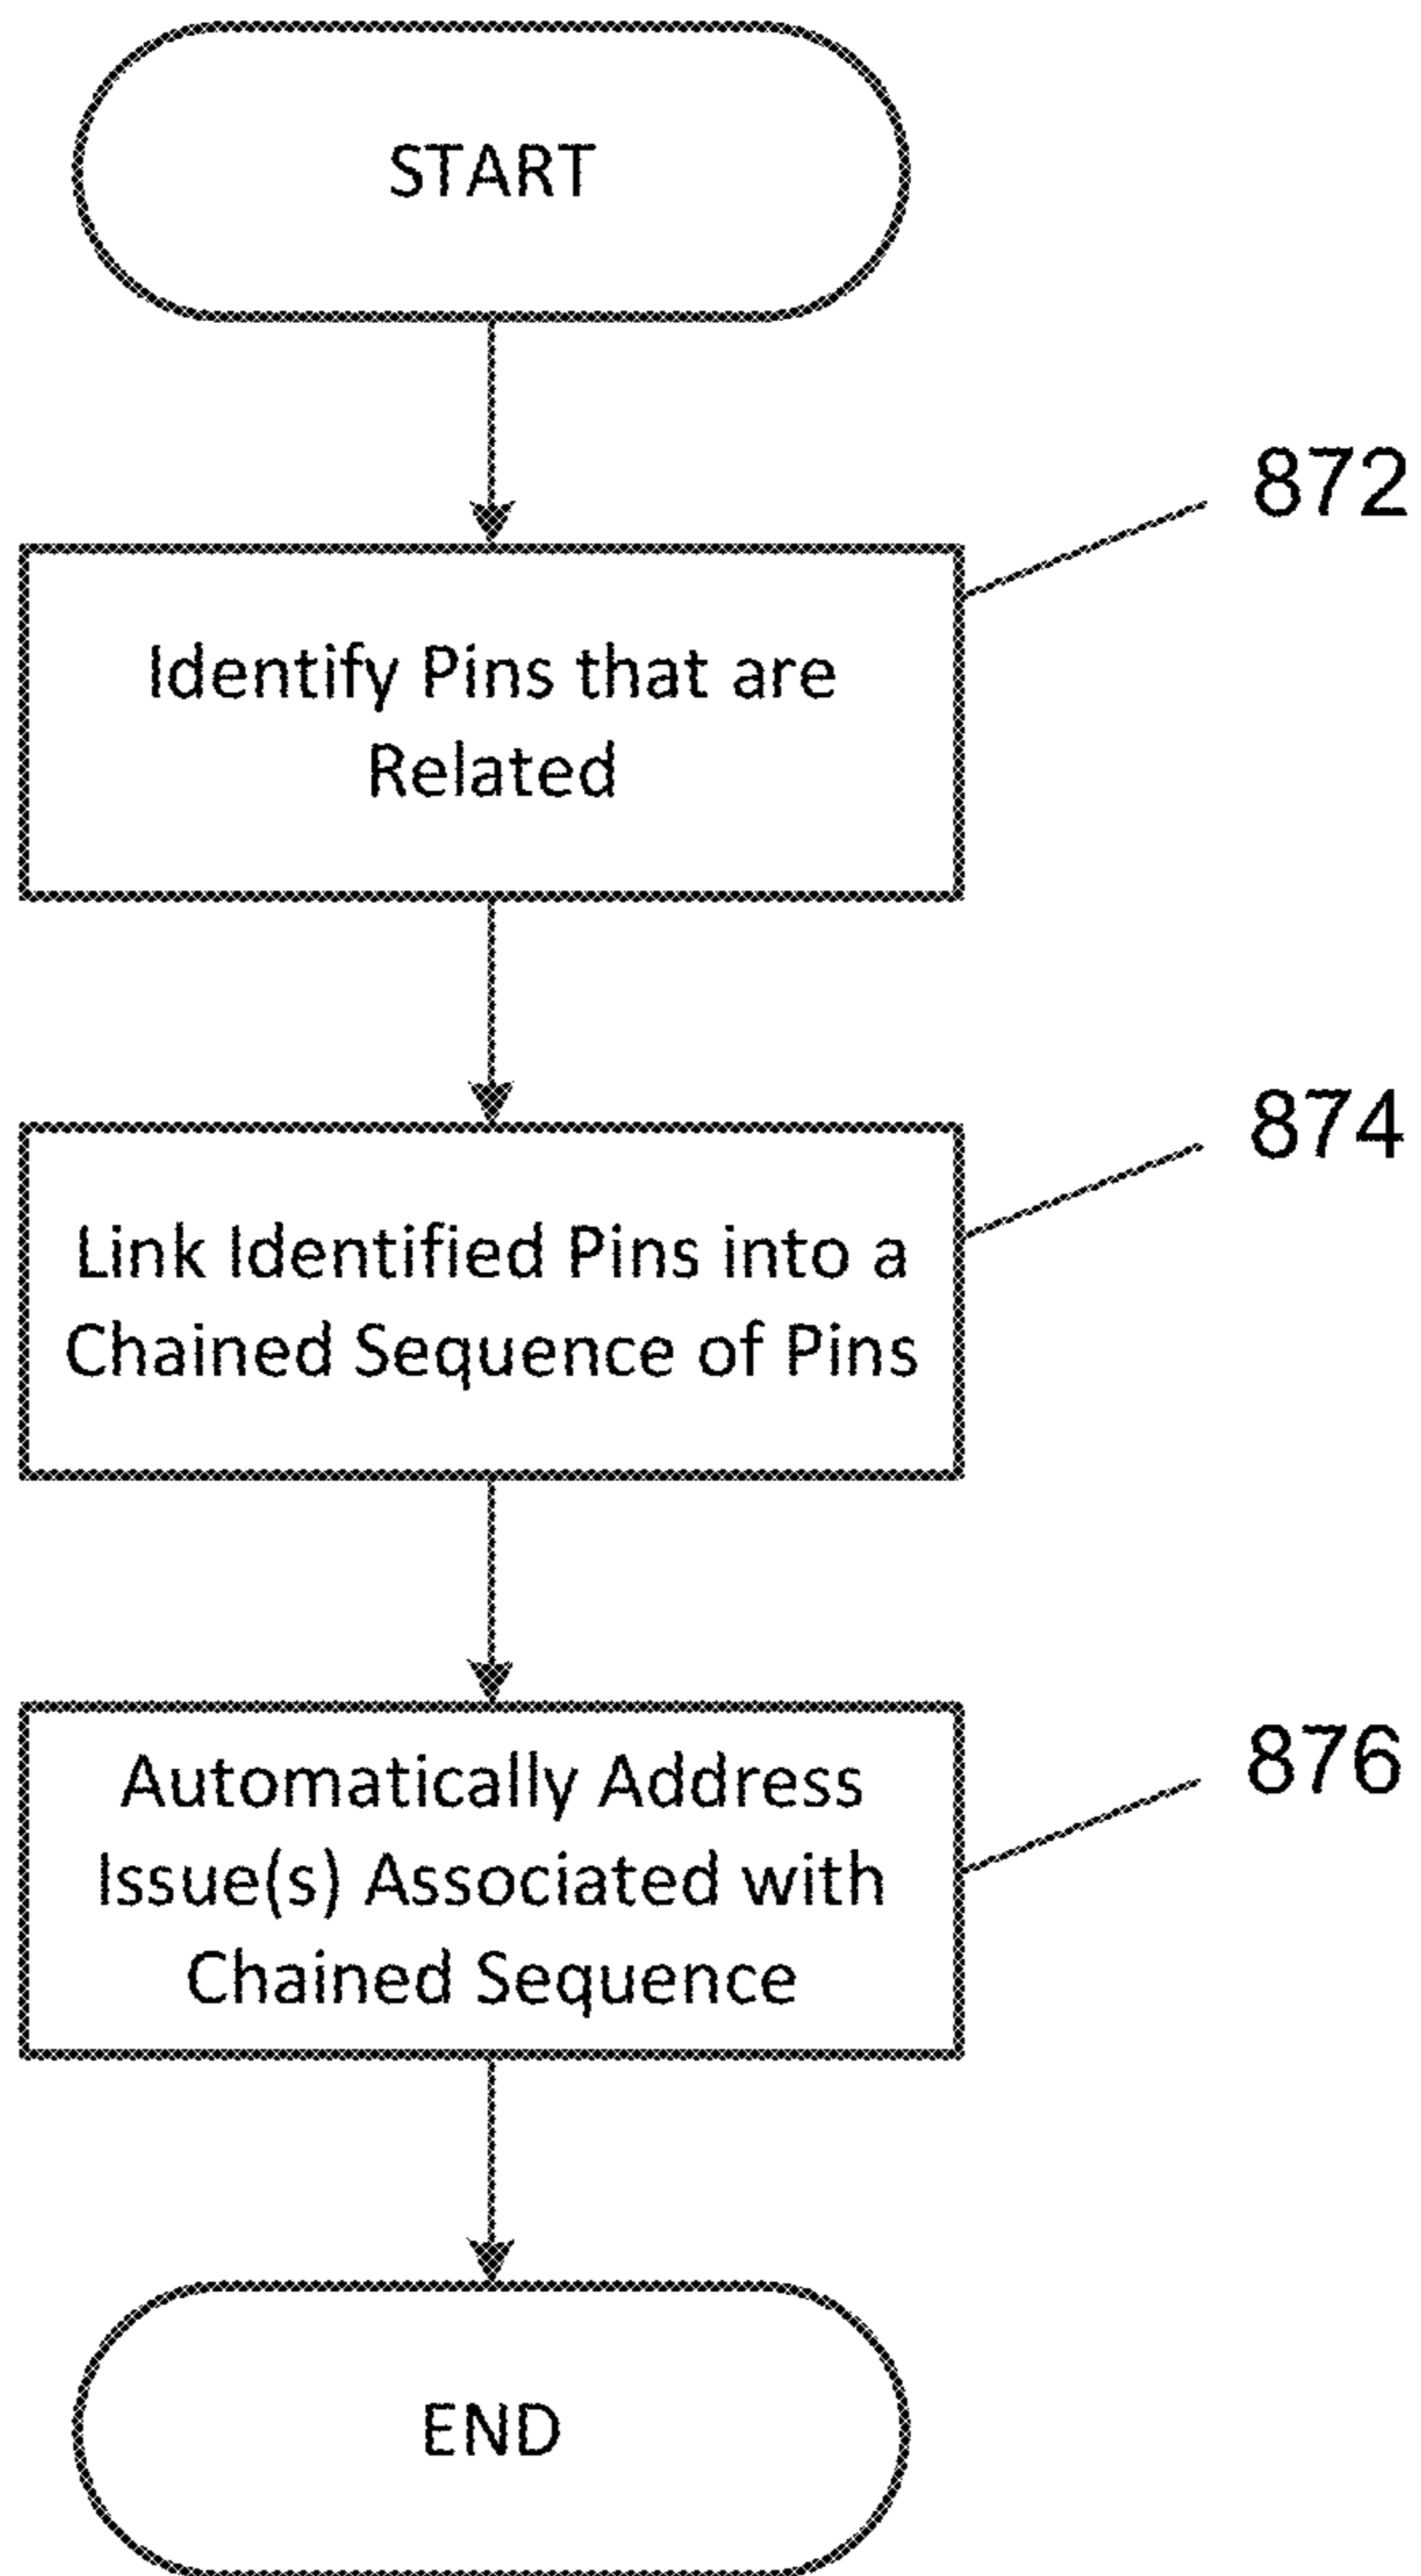 START
872
Identify Pins that are
Related
874
Link Identified Pins into a
Chained Sequence of Pins
876
Automatically Address
Issue(s) Associated with
Chained Sequence
END